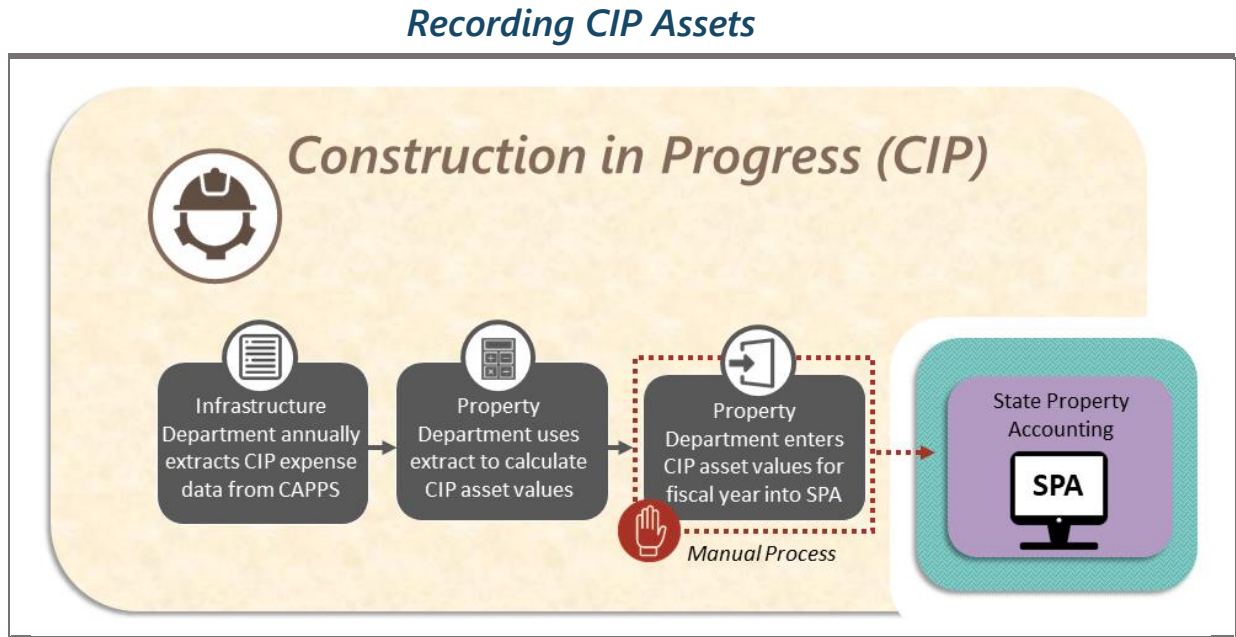 Recording CIP Assets
Construction in Progress (CIP)
Infrastructure
Department annually
extracts CIP expense
data from CAPPS
Property
Department uses
extract to calculate
CIP asset values
Property
Department enters
CIP asset values for
fiscal year into SPA
Manual Process
State Property
Accounting
SPA